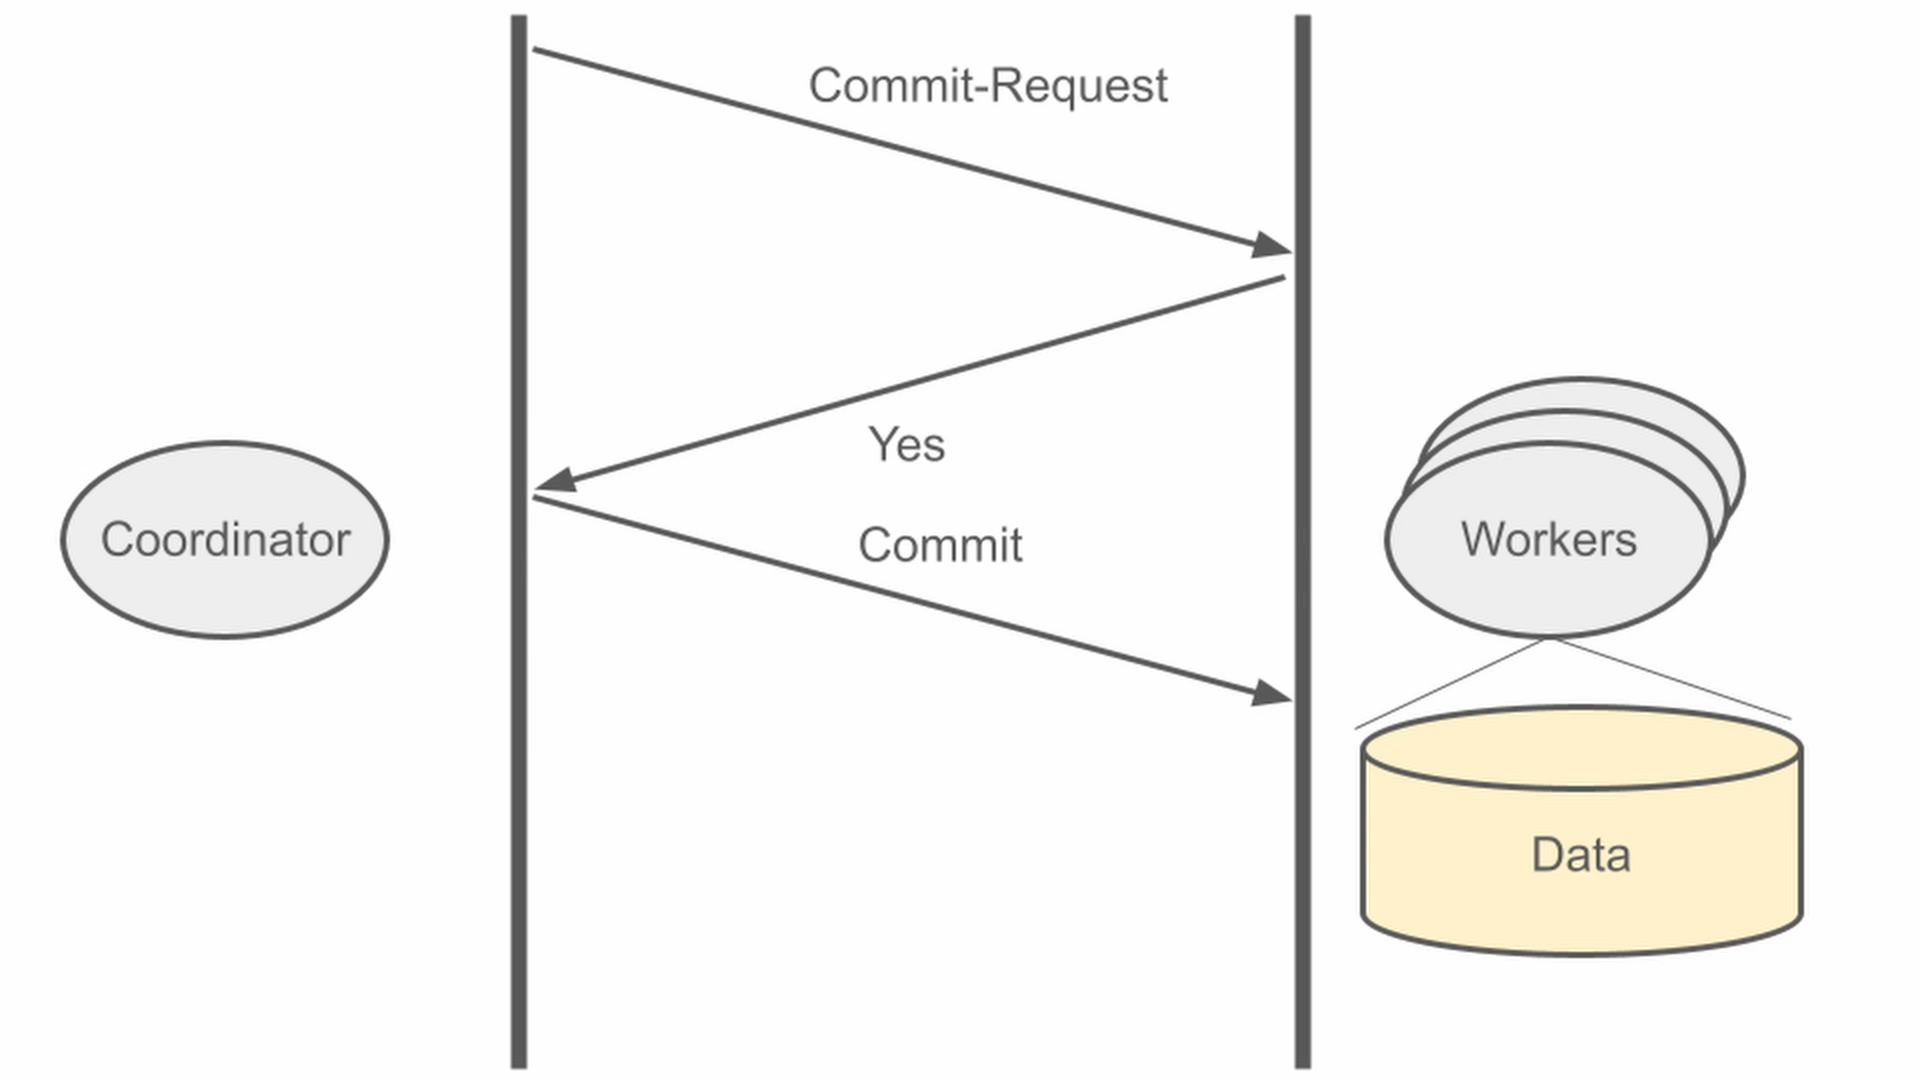 Commit-Request
Yes
Commit
Coordinator
Workers
Data